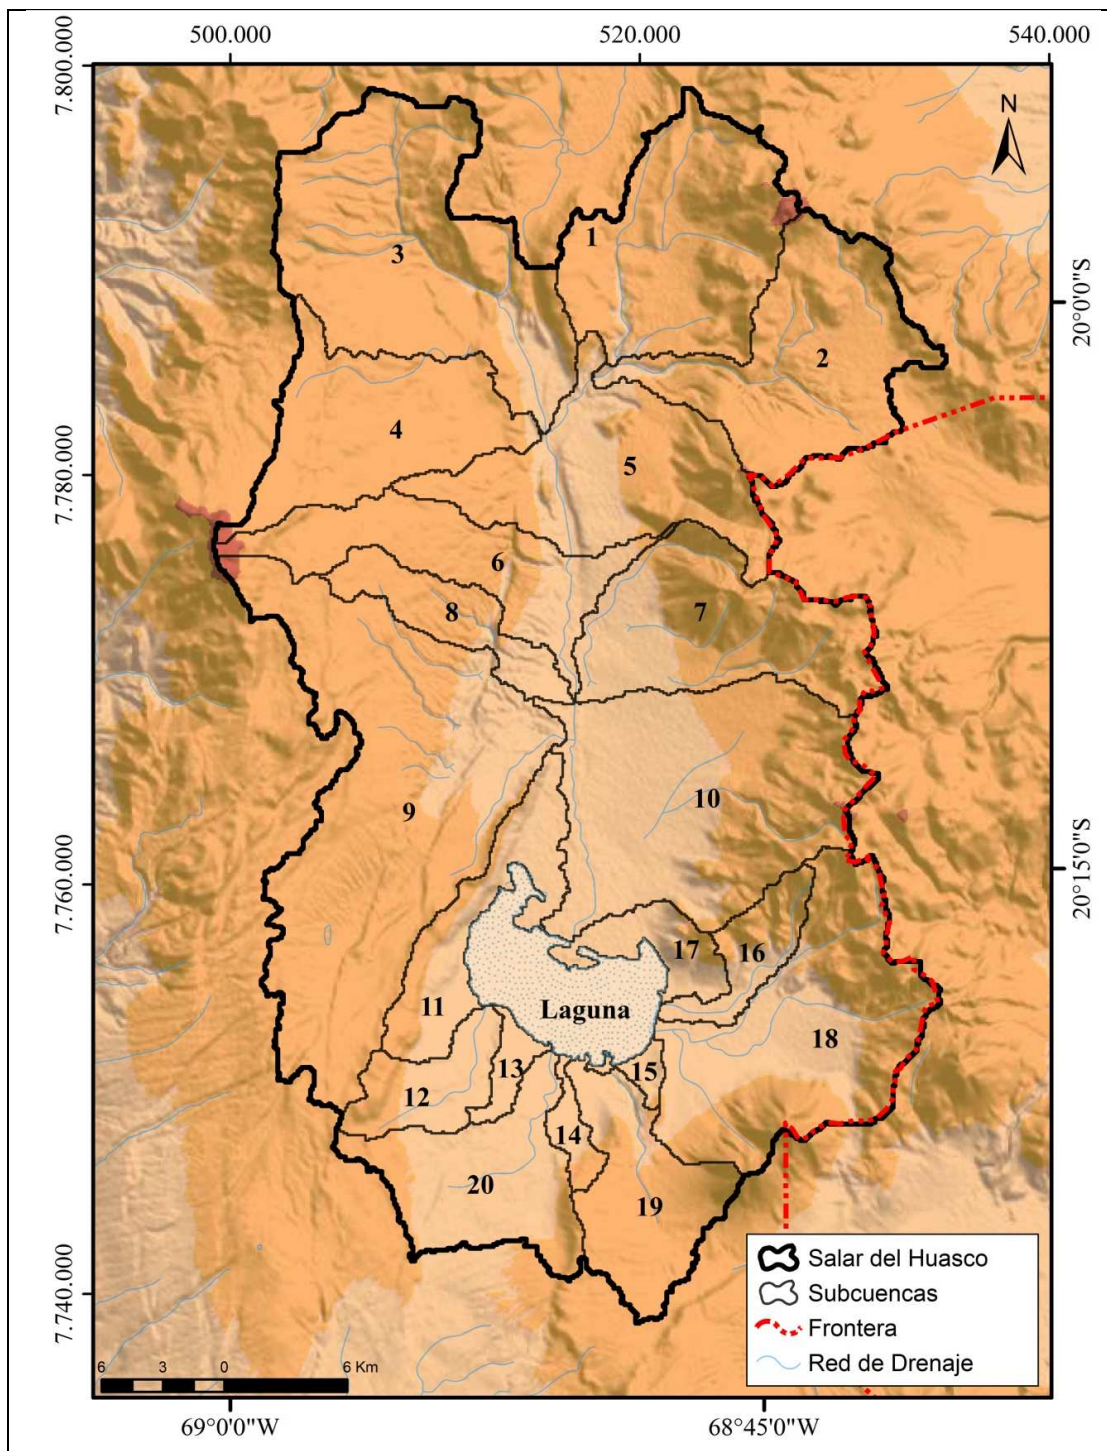 500.000 520.000 540.000
7.800.000
N
1
3
20°0'0"S
2
4
5
7.780.000
6
8
7
10
9
20°15'0"S
7.760.000
17
16
11
Laguna
18
13
15
12
14
20
19
7.740.000
Salar del Huasco
Subcuencas
Frontera
Red de Drenaje
6 3 0 6 Km
69°0'0"W 68°45'0"W